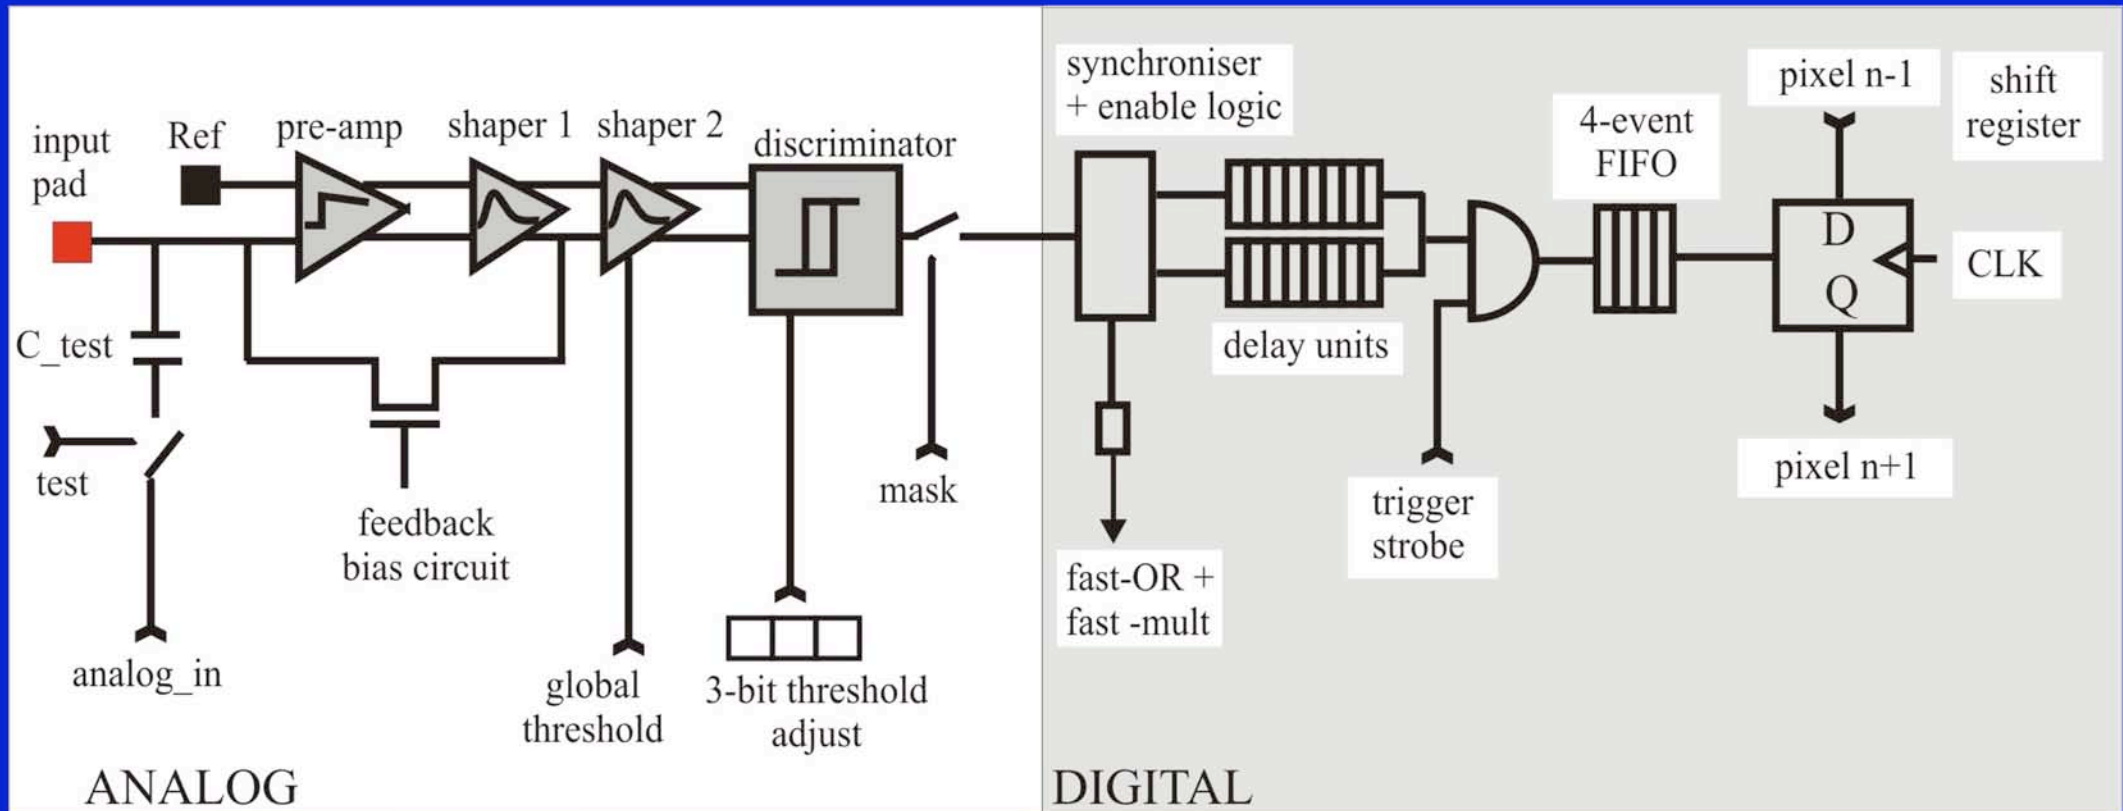 input
pad
Ref
pre-amp
shaper 1
shaper 2
discriminator
C_test
test
analog_in
feedback
bias circuit
global
threshold
3-bit threshold
adjust
mask
ANALOG
synchroniser
+ enable logic
delay units
fast-OR +
fast -mult
trigger
strobe
4-event
FIFO
pixel n-1
shift
register
D
Q
CLK
pixel n+1
DIGITAL